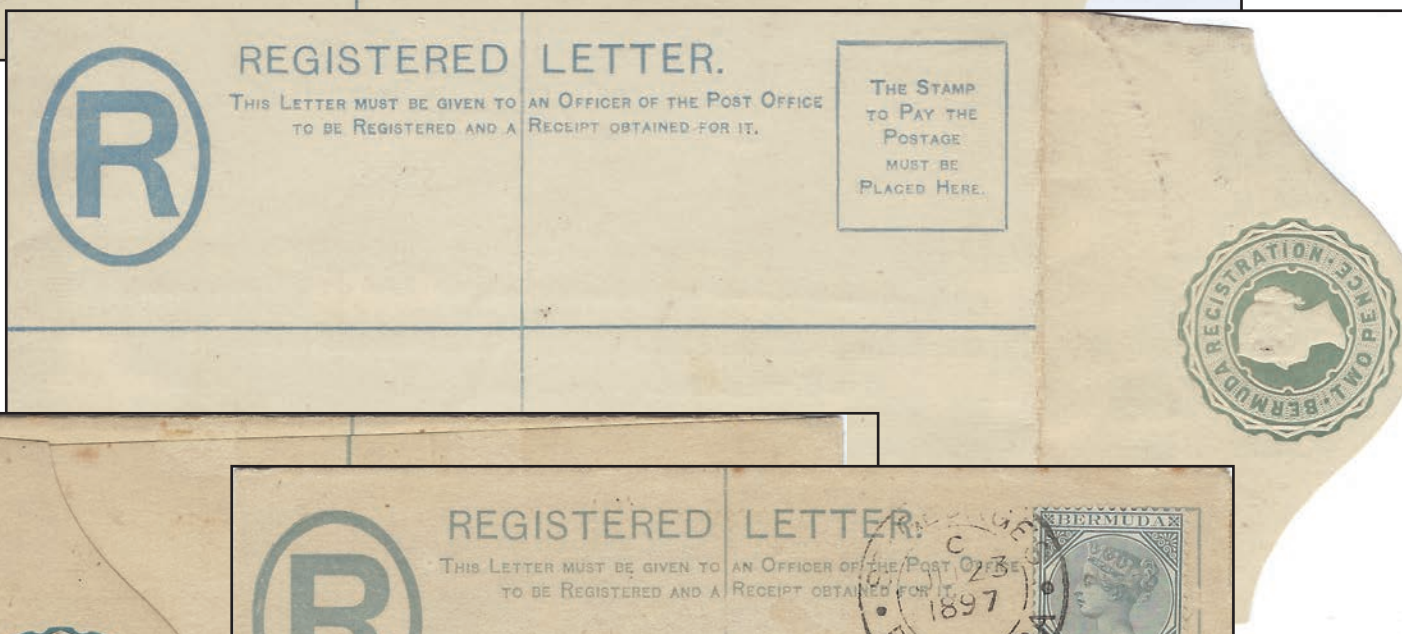 REGISTERED LETTER.
THIS LETTER MUST BE GIVEN TO AN OFFICER OF THE POST OFFICE
TO BE REGISTERED AND A RECEIPT OBTAINED FOR IT.
THE STAMP
TO PAY THE
POSTAGE
MUST BE
PLACED HERE.
R
BERMUDA REGISTRATION · TWO PENCE ·
REGISTERED LETTER.
THIS LETTER MUST BE GIVEN TO AN OFFICER OF THE POST OFFICE
TO BE REGISTERED AND A RECEIPT OBTAINED FOR IT.
R
C
23
1897
BERMUDA